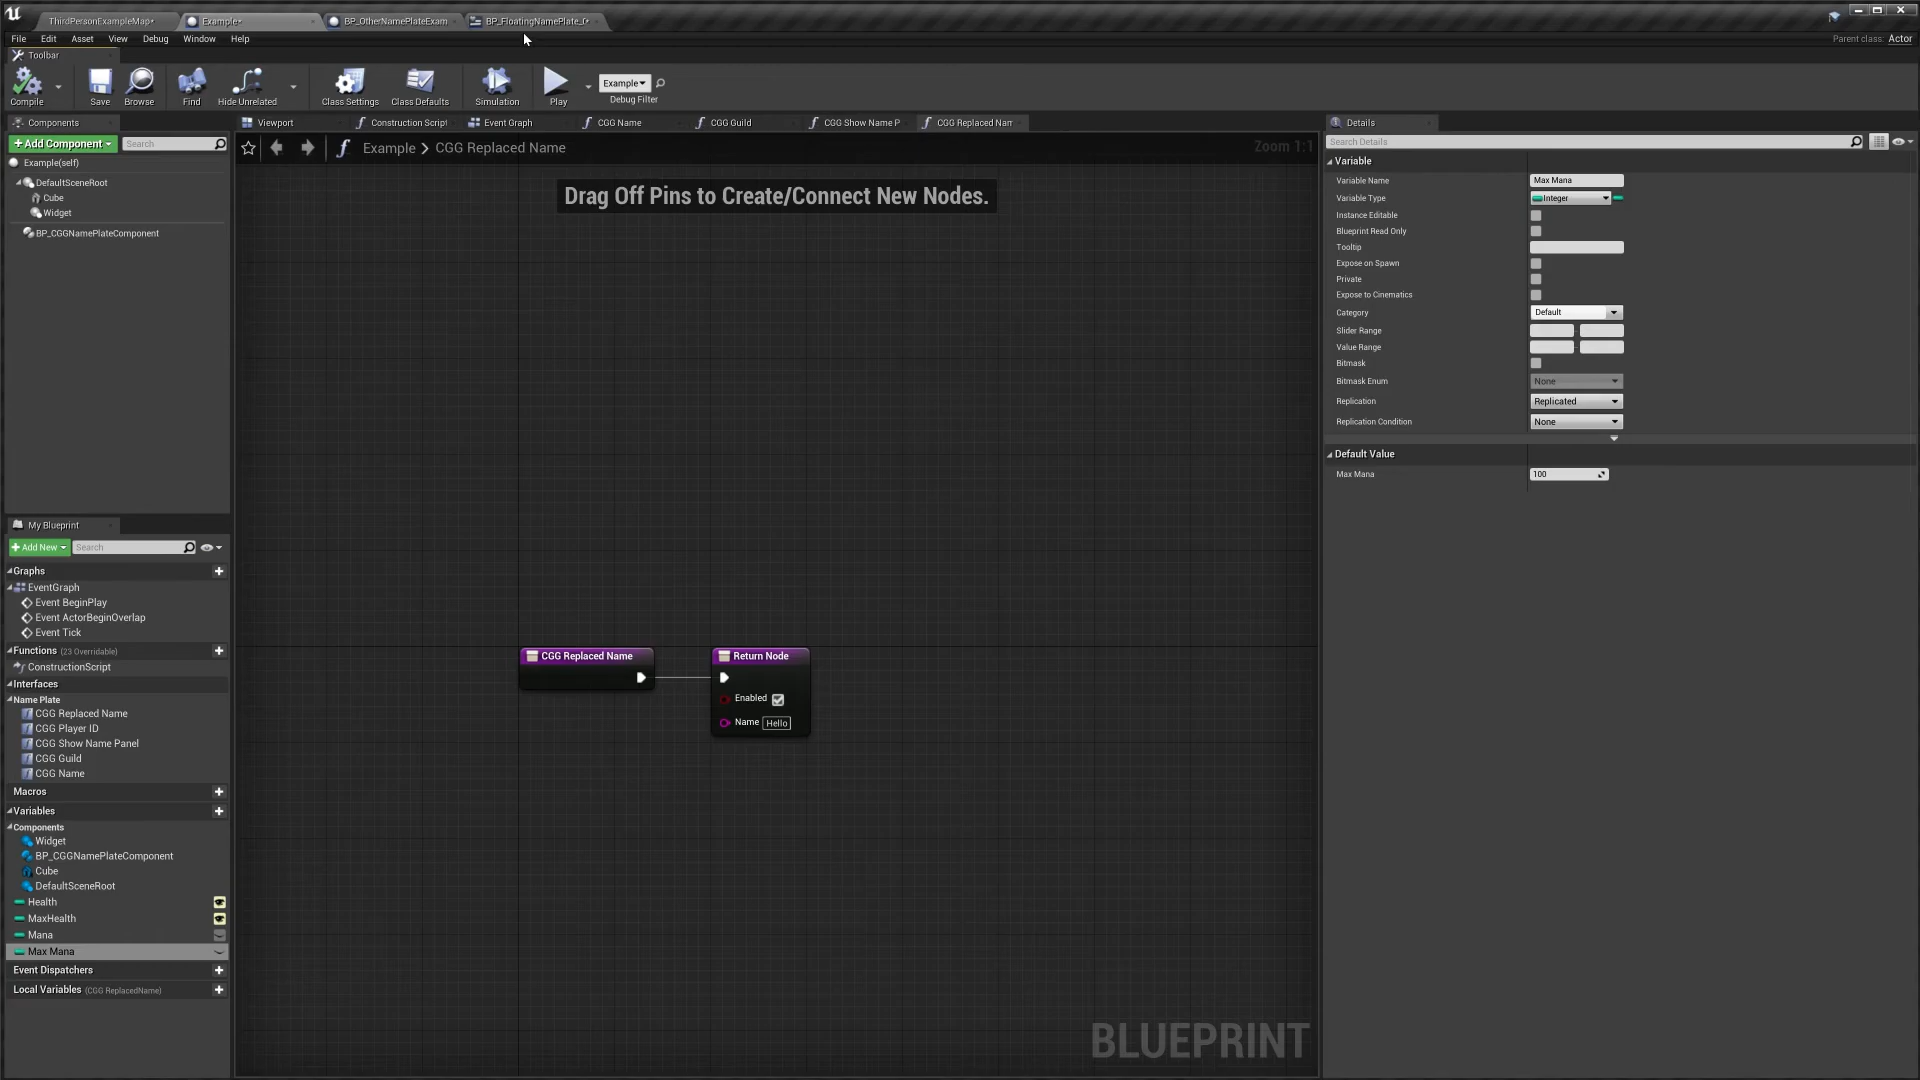 ThirdPersonExampleMap*
Example*
BP_OtherNamePlateExam
BP_FloatingNamePlate_C*
File Edit Asset View Debug Window Help
Parent class: Actor
Toolbar
Compile
Save
Browse
Find
Hide Unrelated
Class Settings
Class Defaults
Simulation
Play
Example
Debug Filter
Components
+ Add Component
Search
Example(self)
DefaultSceneRoot
Cube
Widget
BP_CGGNamePlateComponent
Viewport
Construction Script
Event Graph
CGG Name
CGG Guild
CGG Show Name P
CGG Replaced Nam
Example > CGG Replaced Name
Zoom 1:1
Drag Off Pins to Create/Connect New Nodes.
CGG Replaced Name
Return Node
Enabled
Name Hello
BLUEPRINT
My Blueprint
+ Add New
Search
Graphs
EventGraph
Event BeginPlay
Event ActorBeginOverlap
Event Tick
Functions (23 Overridable)
ConstructionScript
Interfaces
Name Plate
CGG Replaced Name
CGG Player ID
CGG Show Name Panel
CGG Guild
CGG Name
Macros
Variables
Components
Widget
BP_CGGNamePlateComponent
Cube
DefaultSceneRoot
Health
MaxHealth
Mana
Max Mana
Event Dispatchers
Local Variables (CGG ReplacedName)
Details
Search Details
Variable
Variable Name Max Mana
Variable Type Integer
Instance Editable
Blueprint Read Only
Tooltip
Expose on Spawn
Private
Expose to Cinematics
Category Default
Slider Range
Value Range
Bitmask
Bitmask Enum None
Replication Replicated
Replication Condition None
Default Value
Max Mana 100